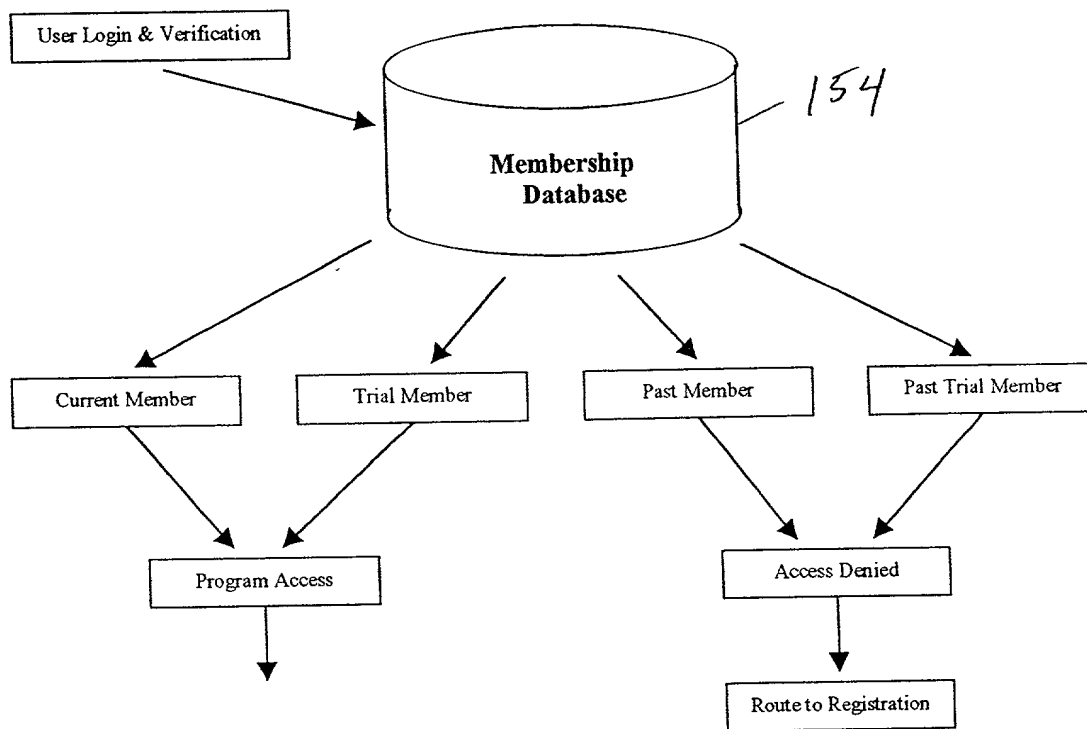 User Login & Verification
154
Membership
Database
Current Member
Trial Member
Past Member
Past Trial Member
Program Access
Access Denied
Route to Registration